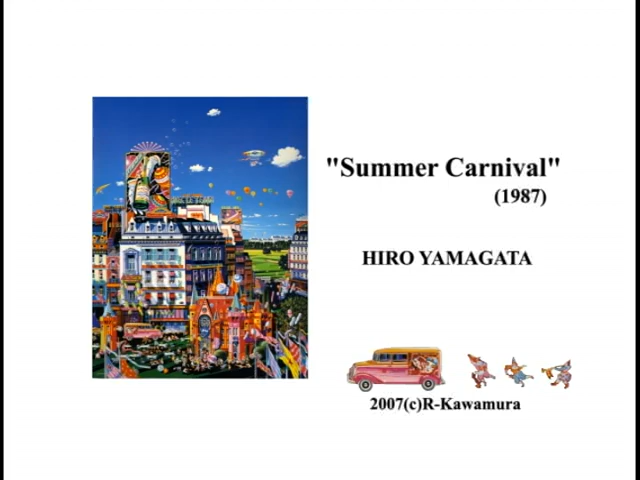 "Summer Carnival"
(1987)
HIRO YAMAGATA
2007(c)R-Kawamura